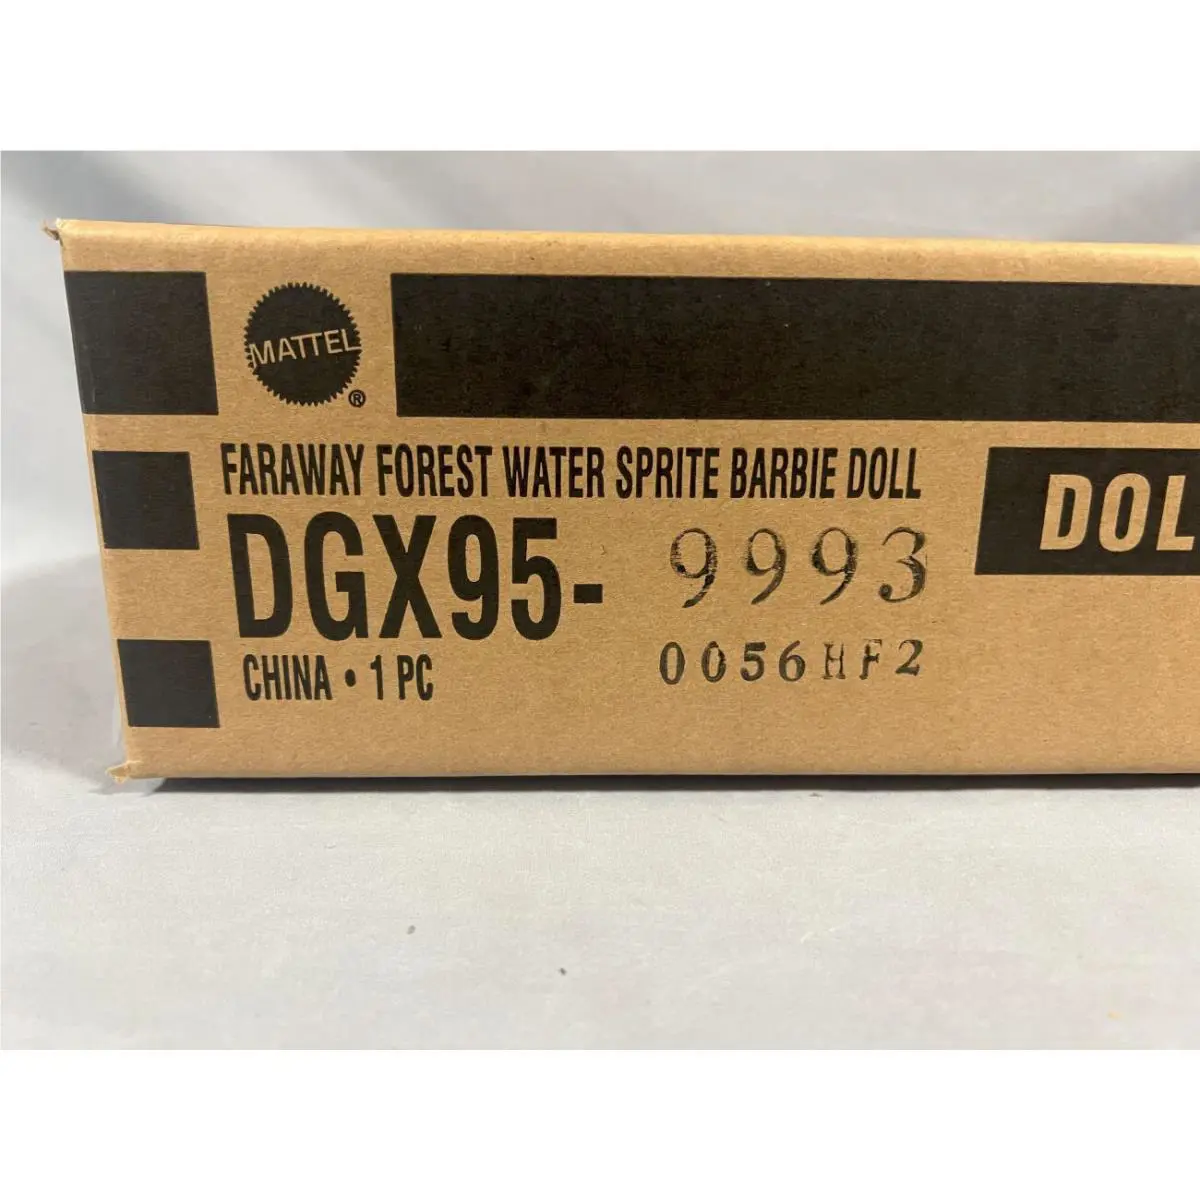 MATTEL
®
FARAWAY FOREST WATER SPRITE BARBIE DOLL
DGX95- 9993
DOL
CHINA • 1 PC
0056HF2